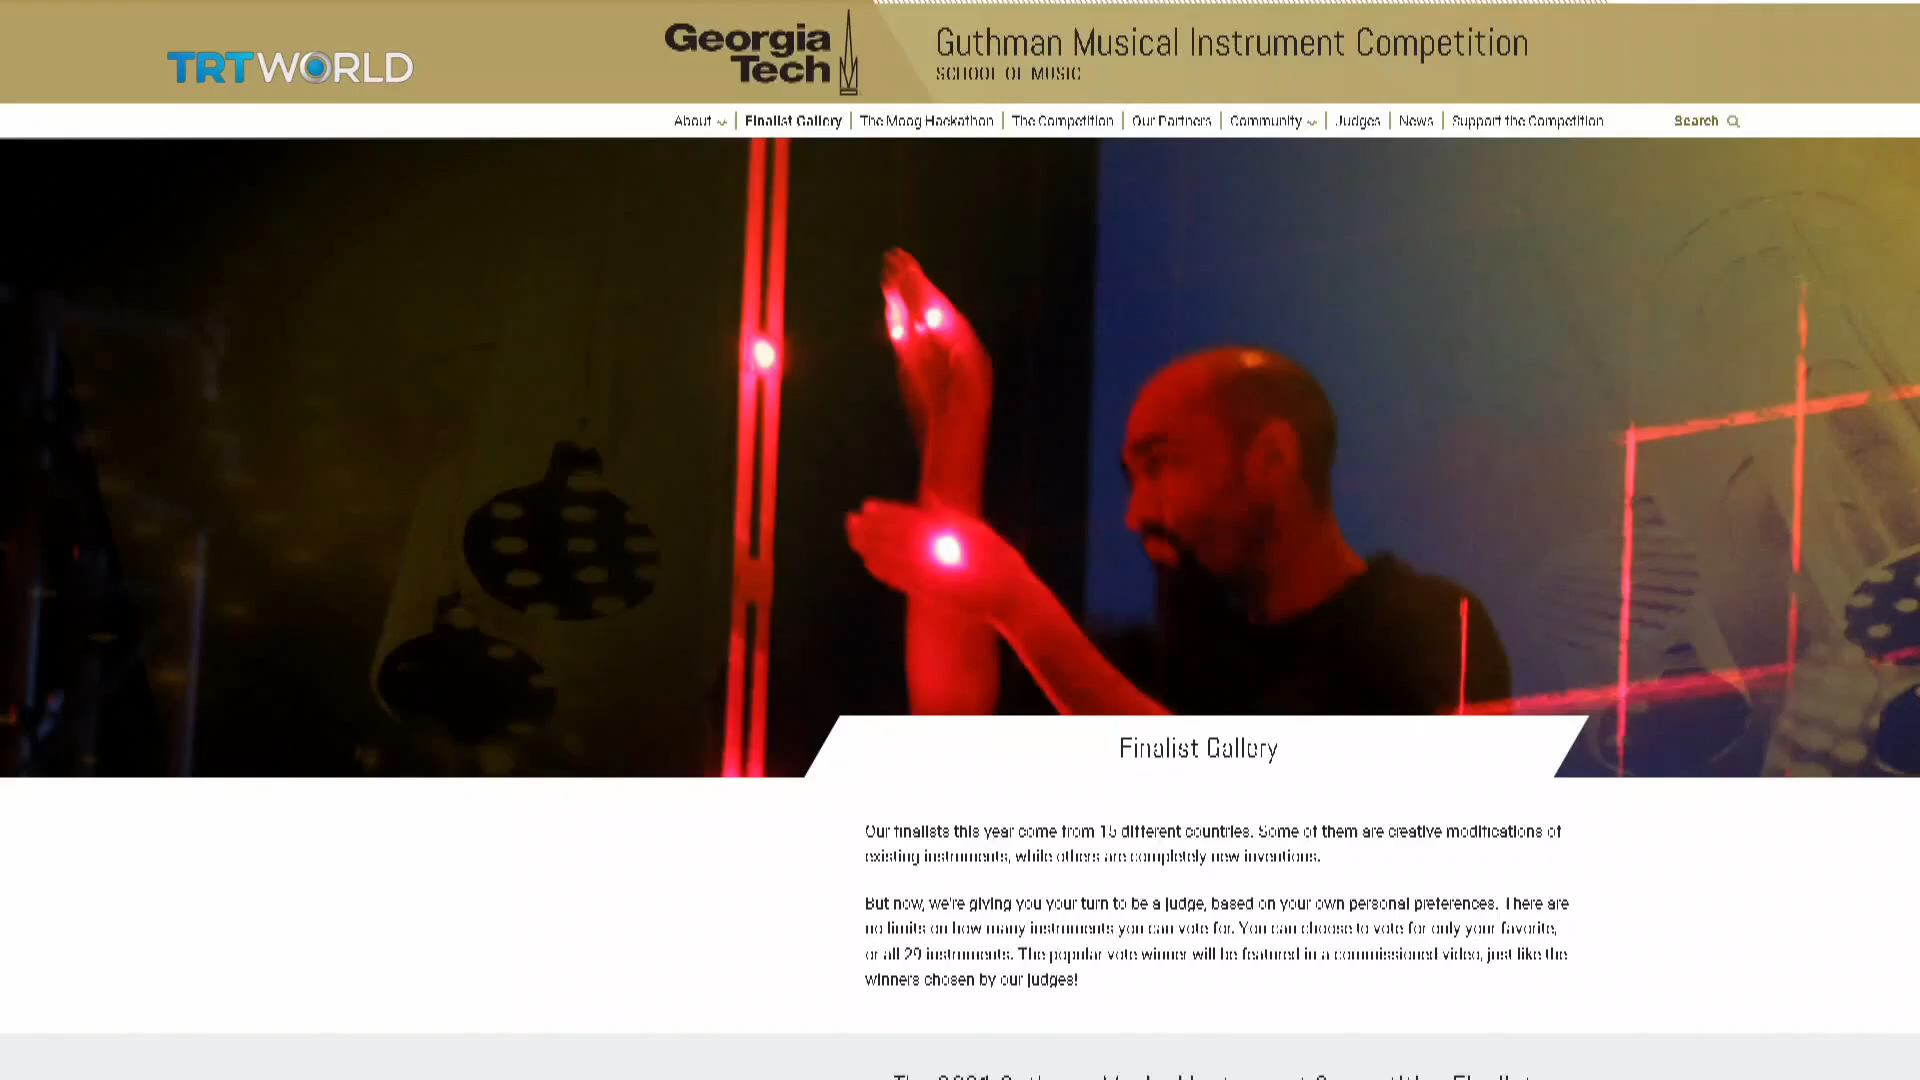 TRT WORLD
Georgia Tech
Guthman Musical Instrument Competition
SCHOOL OF MUSIC
About
Finalist Gallery
The Moog Hackathon
The Competition
Our Partners
Community
Judges
News
Support the Competition
Search
Finalist Gallery
Our finalists this year come from 15 different countries. Some of them are creative modifications of
existing instruments, while others are completely new inventions.
But now, we're giving you your turn to be a judge, based on your own personal preferences. There are
no limits on how many instruments you can vote for. You can choose to vote for only your favorite,
or all 29 instruments. The popular vote winner will be featured in a commissioned video, just like the
winners chosen by our judges!